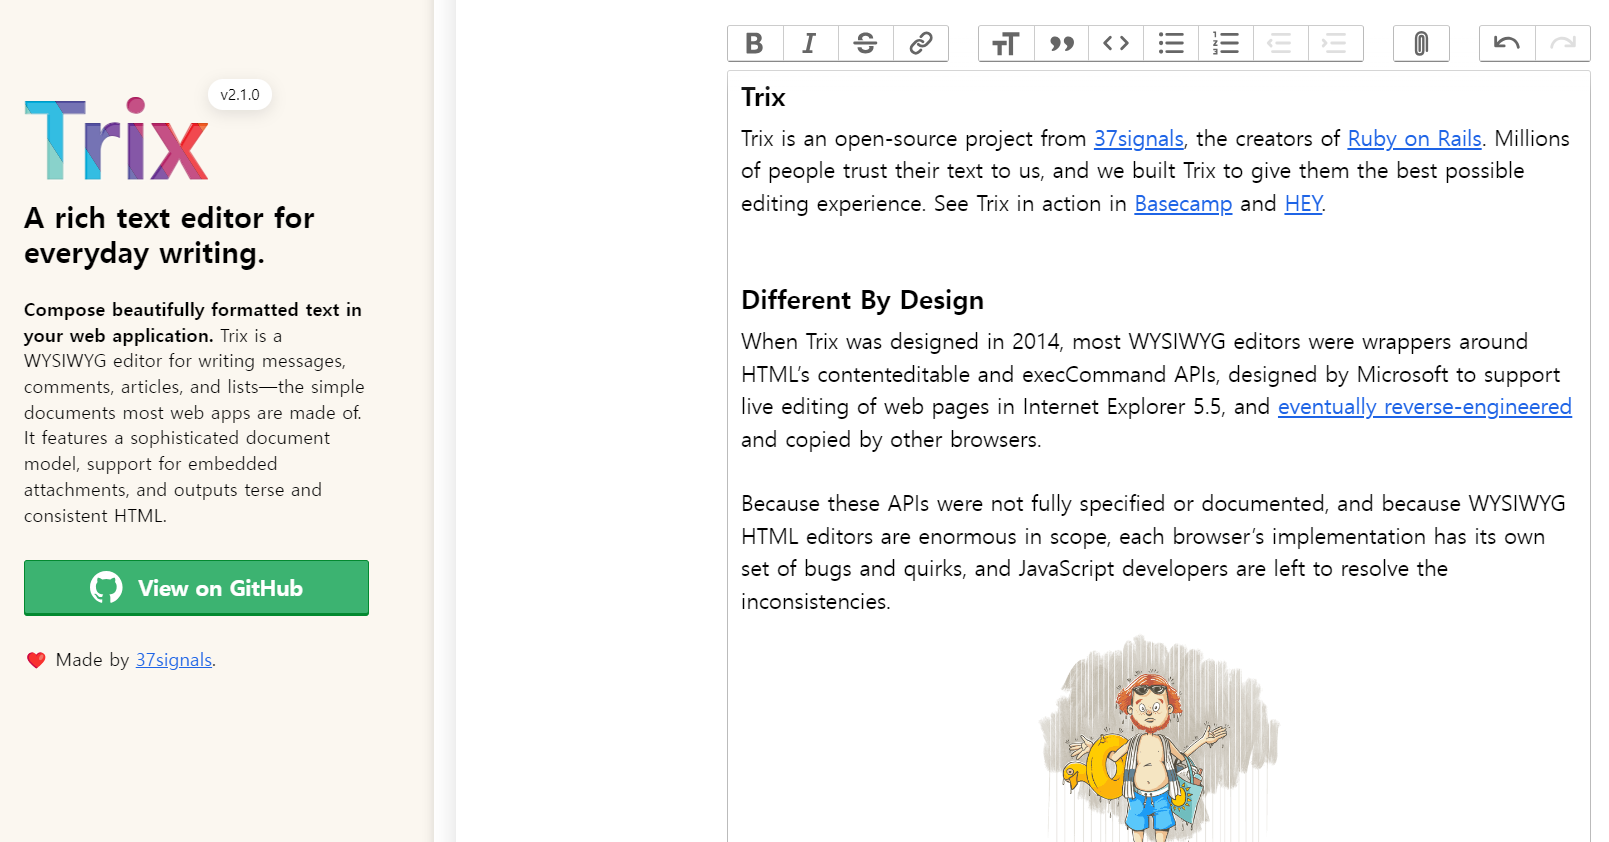 Trix
v2.1.0
A rich text editor for
everyday writing.
Compose beautifully formatted text in
your web application. Trix is a
WYSIWYG editor for writing messages,
comments, articles, and lists—the simple
documents most web apps are made of.
It features a sophisticated document
model, support for embedded
attachments, and outputs terse and
consistent HTML.
View on GitHub
Made by 37signals.
Trix
Trix is an open-source project from 37signals, the creators of Ruby on Rails. Millions
of people trust their text to us, and we built Trix to give them the best possible
editing experience. See Trix in action in Basecamp and HEY.
Different By Design
When Trix was designed in 2014, most WYSIWYG editors were wrappers around
HTML’s contenteditable and execCommand APIs, designed by Microsoft to support
live editing of web pages in Internet Explorer 5.5, and eventually reverse-engineered
and copied by other browsers.
Because these APIs were not fully specified or documented, and because WYSIWYG
HTML editors are enormous in scope, each browser’s implementation has its own
set of bugs and quirks, and JavaScript developers are left to resolve the
inconsistencies.